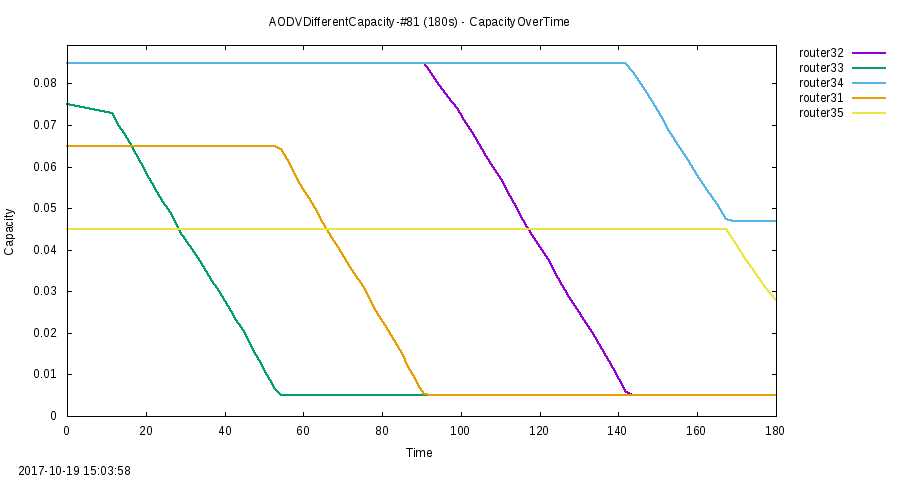 AODVDifferentCapacity-#81 (180s) - CapacityOverTime
router32
router33
router34
router31
router35
0.08
0.07
0.06
0.05
0.04
0.03
0.02
0.01
0
Capacity
0 20 40 60 80 100 120 140 160 180
Time
2017-10-19 15:03:58